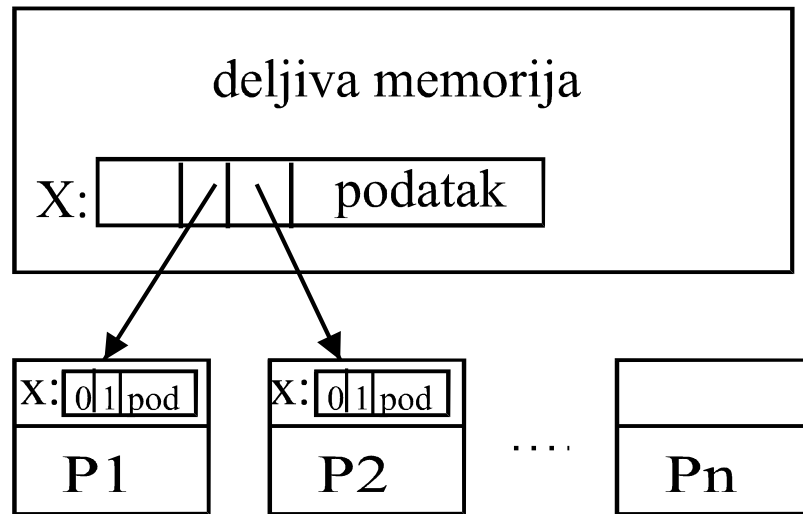 deljiva memorija
X: podatak
x: 0 1 pod x: 0 1 pod
P1 P2 ..... Pn